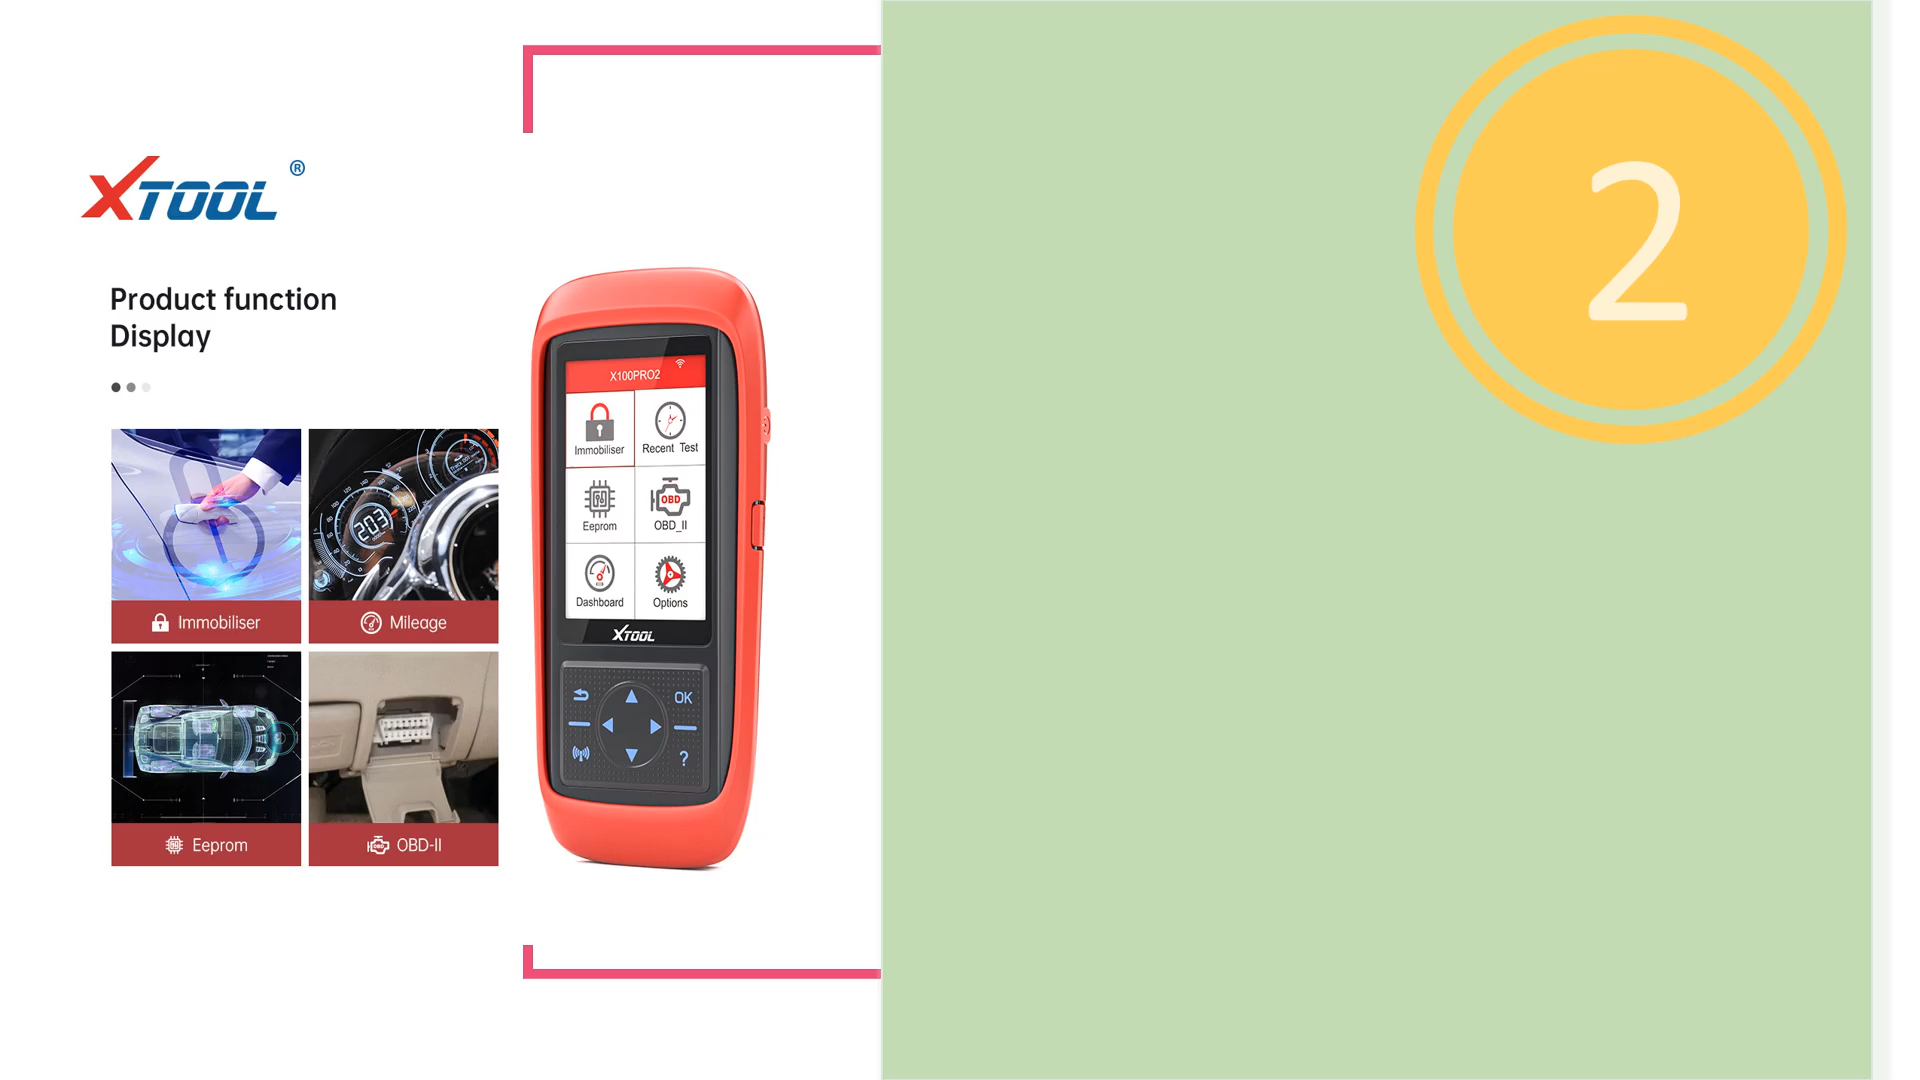 XTOOL ®
Product function
Display
Immobiliser
Mileage
Eeprom
OBD-II
203
X100PRO2
Immobiliser
Recent Test
Eeprom
OBD
OBD_II
Dashboard
Options
XTOOL
OK
?
2